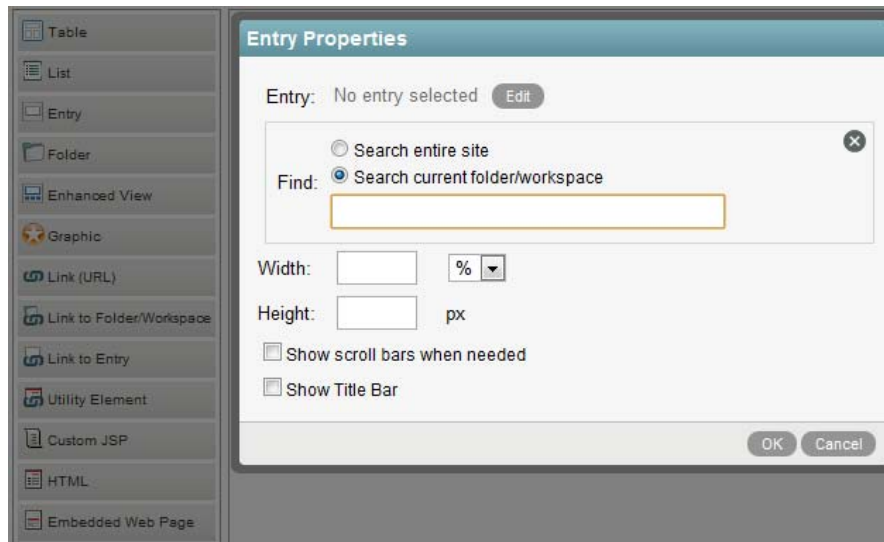 Table
List
Entry
Folder
Enhanced View
Graphic
Link (URL)
Link to Folder/Workspace
Link to Entry
Utility Element
Custom JSP
HTML
Embedded Web Page
Entry Properties
Entry: No entry selected Edit
Search entire site
Find: Search current folder/workspace
Width: %
Height: px
Show scroll bars when needed
Show Title Bar
OK Cancel